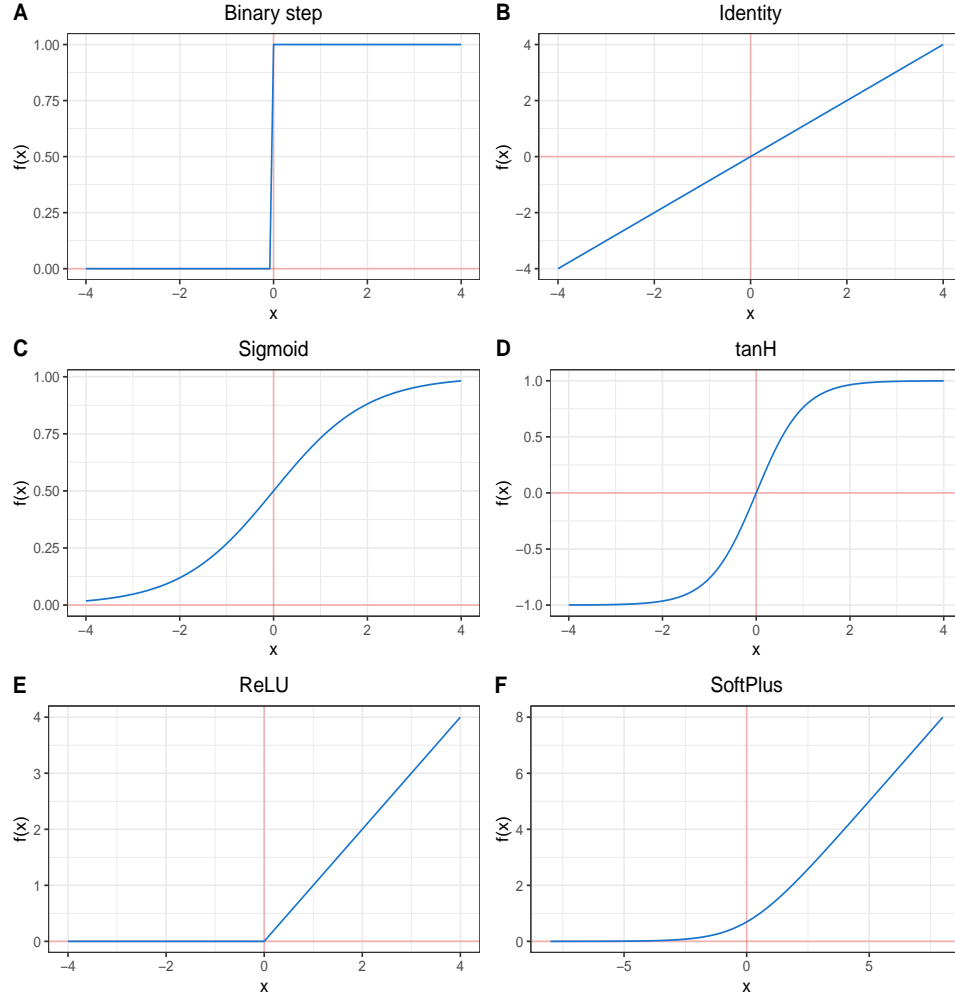 A Binary step
1.00
0.75
0.50
0.25
0.00
f(x)
−4 −2 0 2 4
x
B Identity
4
2
0
−2
−4
f(x)
−4 −2 0 2 4
x
C Sigmoid
1.00
0.75
0.50
0.25
0.00
f(x)
−4 −2 0 2 4
x
D tanH
1.0
0.5
0.0
−0.5
−1.0
f(x)
−4 −2 0 2 4
x
E ReLU
4
3
2
1
0
f(x)
−4 −2 0 2 4
x
F SoftPlus
8
6
4
2
0
f(x)
-5 0 5
x